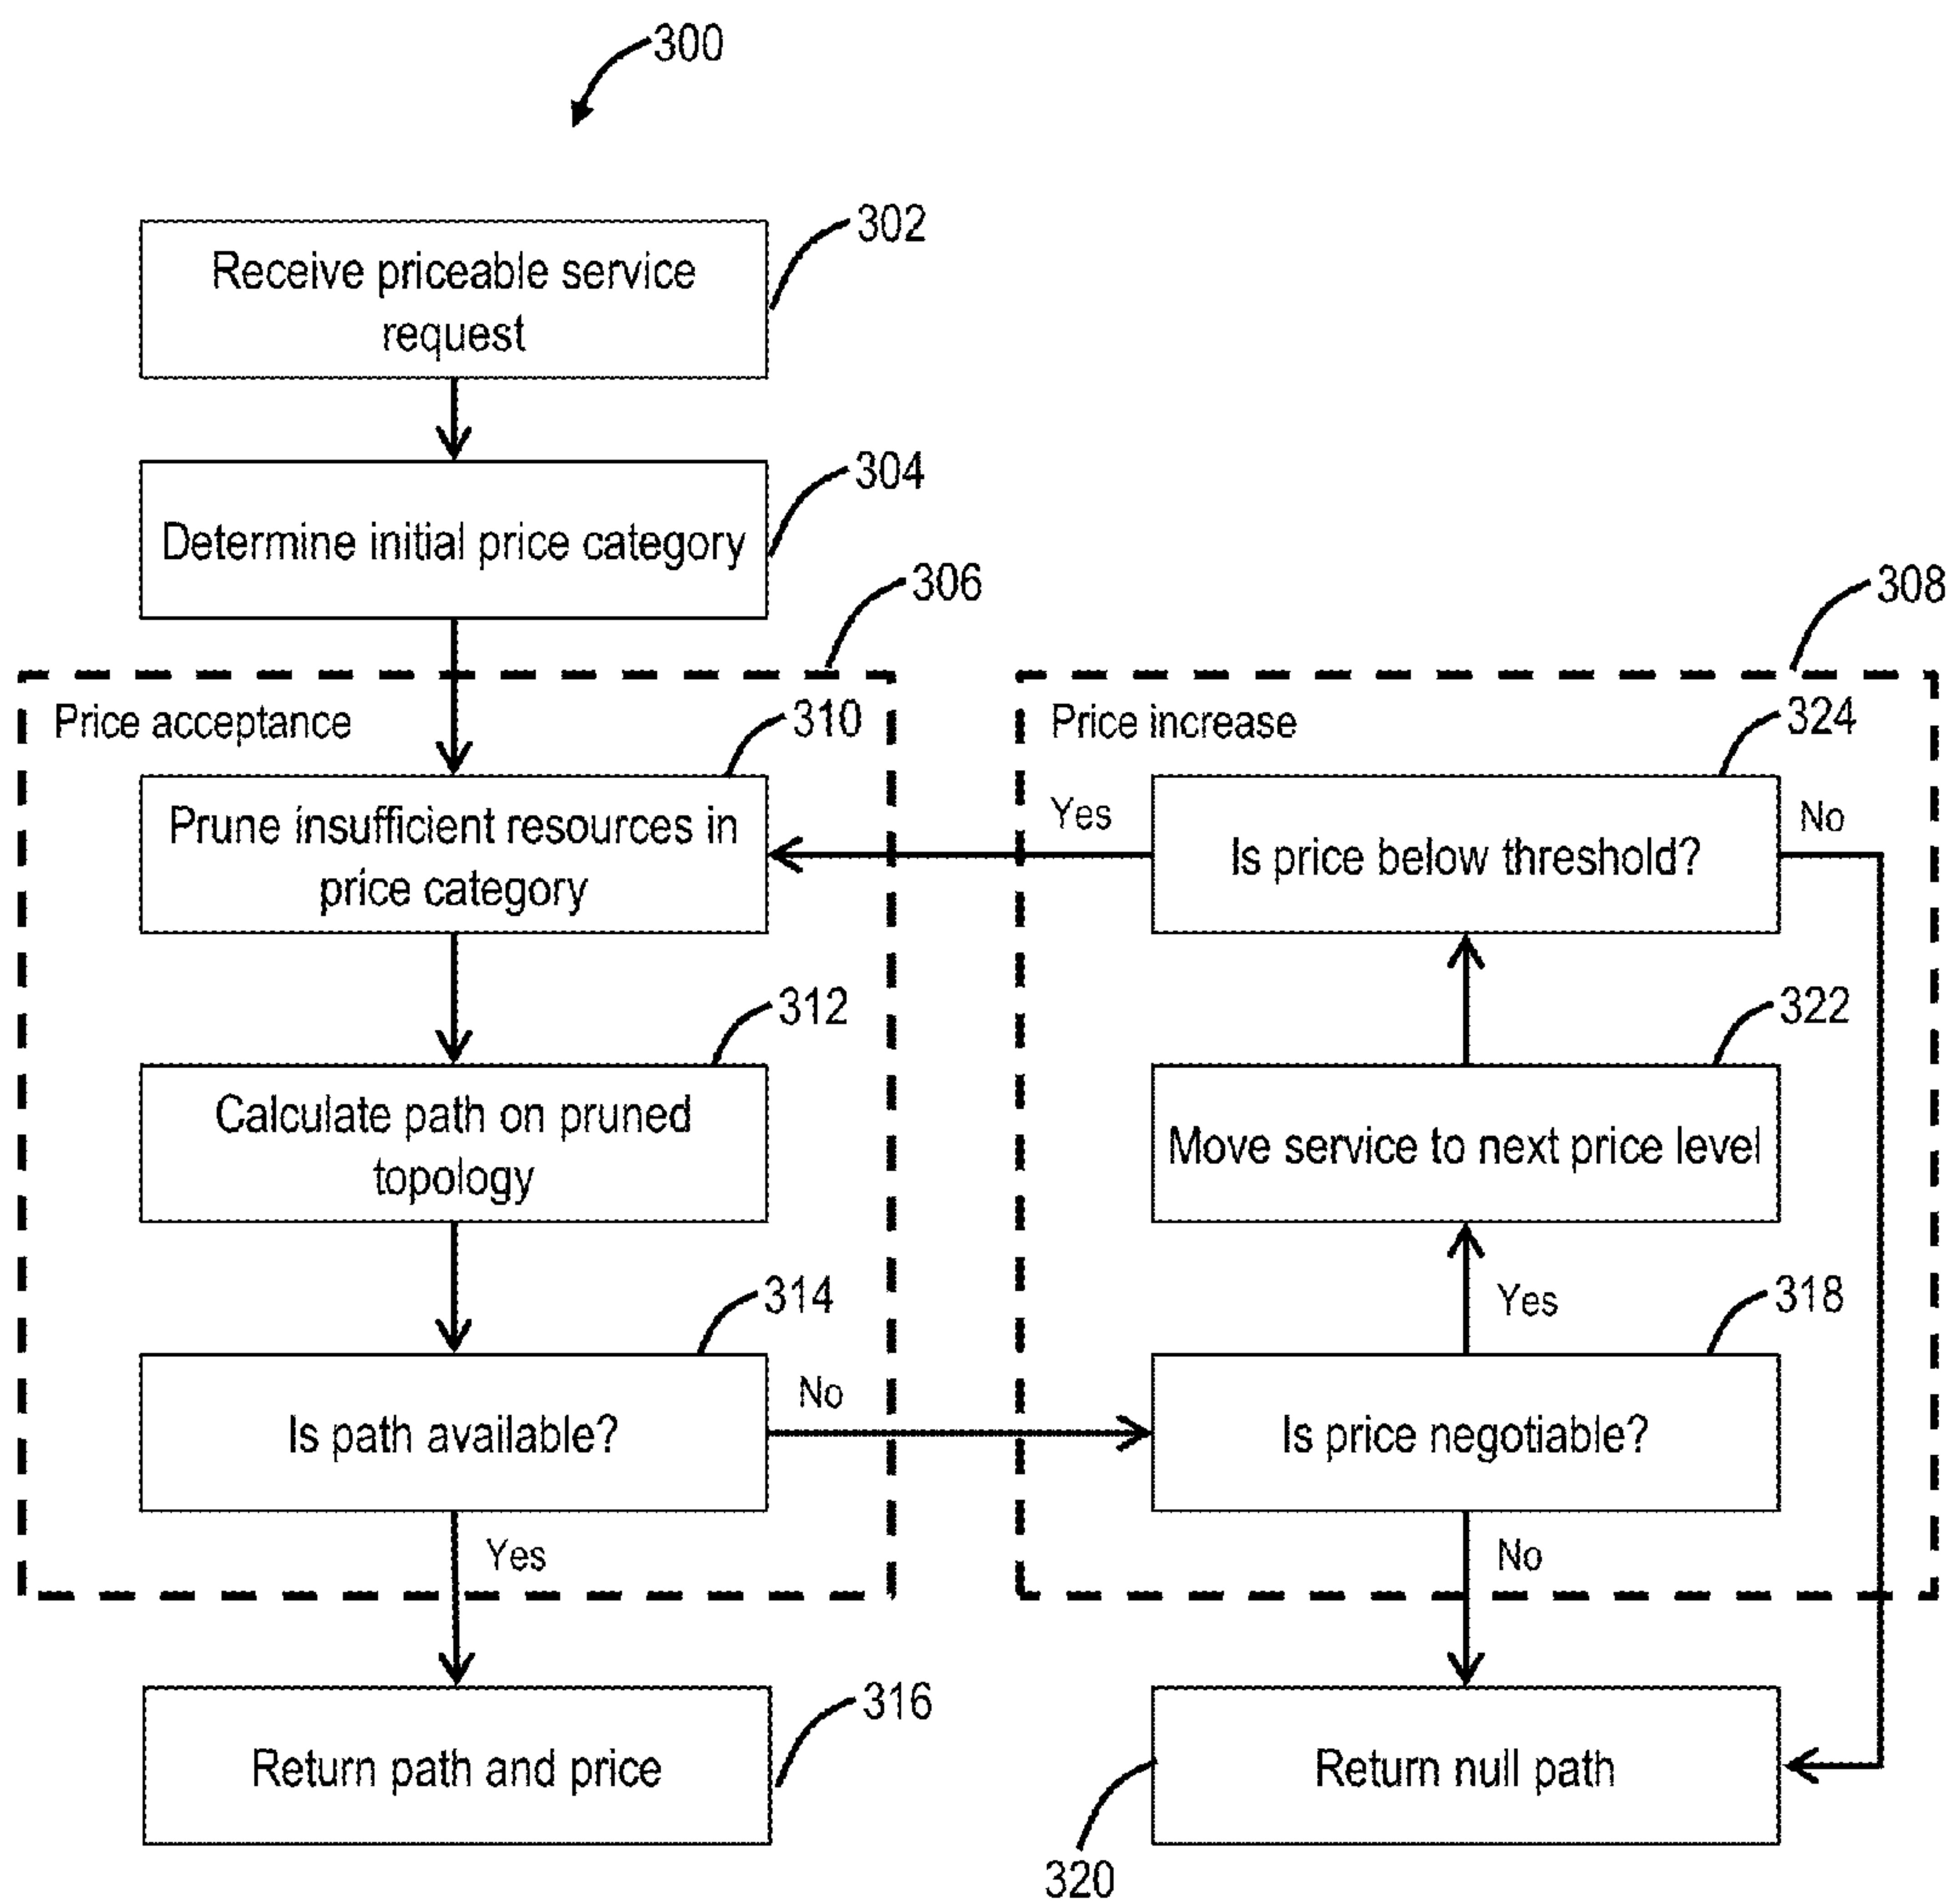 300
302
Receive priceable service
request
304
Determine initial price category
306
308
Price acceptance
310
Price increase
324
Prune insufficient resources in
price category
Yes
Is price below threshold?
No
312
322
Calculate path on pruned
topology
Move service to next price level
314
Yes
318
Is path available?
No
Is price negotiable?
Yes
No
316
Return path and price
Return null path
320